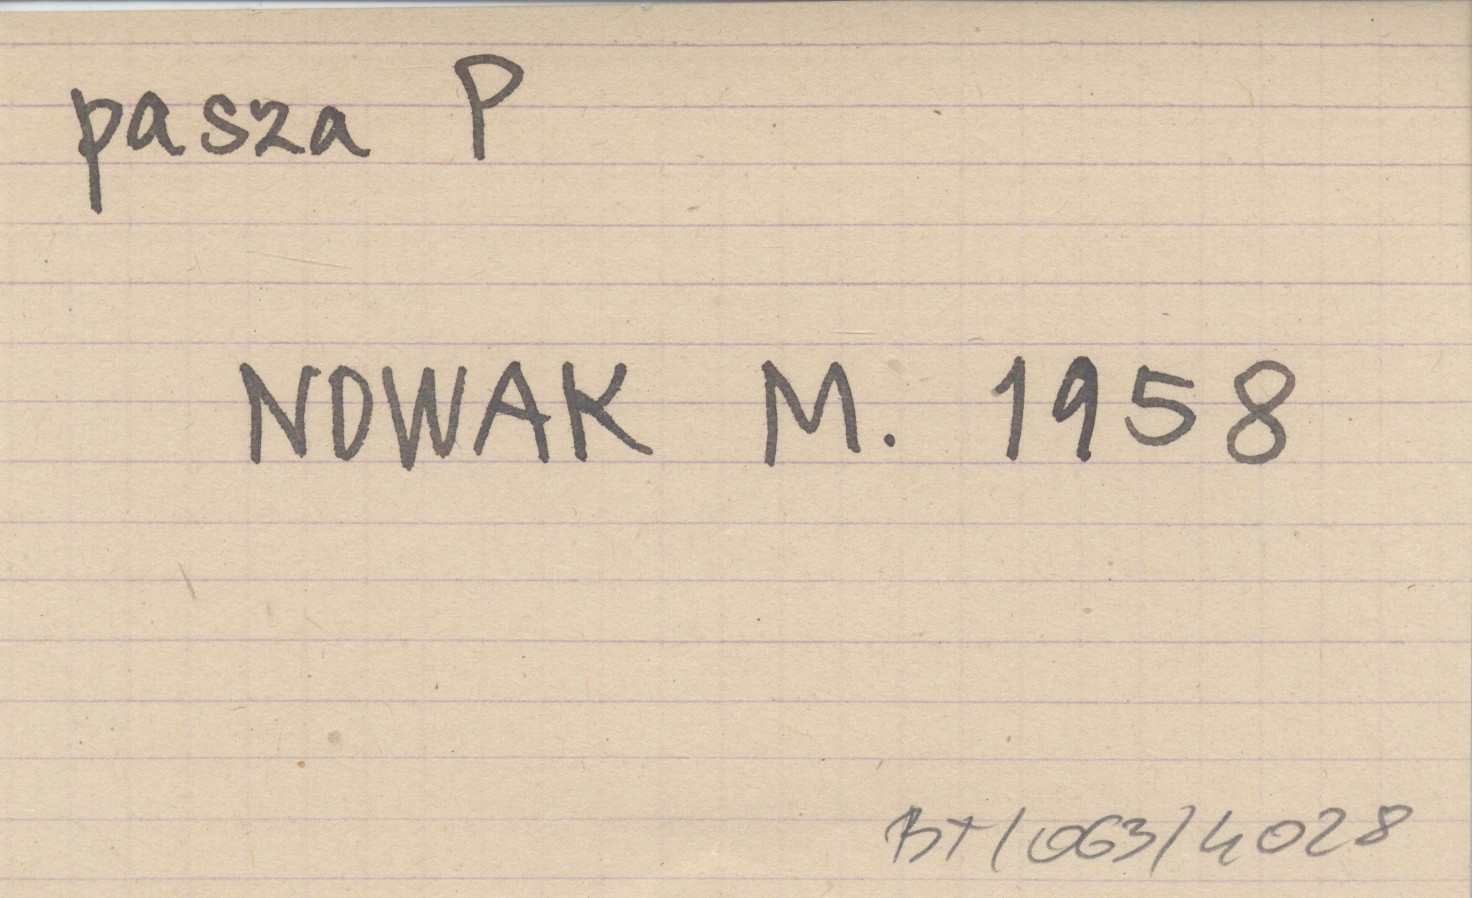 pasza P
NOWAK M. 1958
BT/063/4028